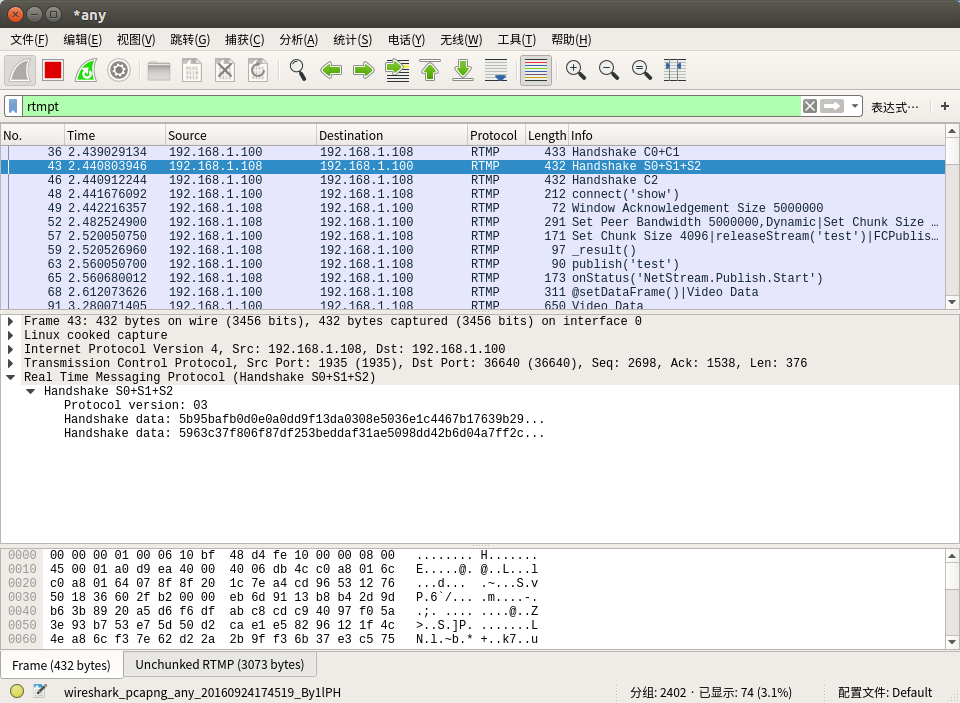 *any
文件(F) 编辑(E) 视图(V) 跳转(G) 捕获(C) 分析(A) 统计(S) 电话(Y) 无线(W) 工具(T) 帮助(H)
rtmpt 表达式… +
No. Time Source Destination Protocol Length Info
36 2.439029134 192.168.1.100 192.168.1.108 RTMP 433 Handshake C0+C1
43 2.440803946 192.168.1.108 192.168.1.100 RTMP 432 Handshake S0+S1+S2
46 2.440912244 192.168.1.100 192.168.1.108 RTMP 432 Handshake C2
48 2.441676092 192.168.1.100 192.168.1.108 RTMP 212 connect('show')
49 2.442216357 192.168.1.108 192.168.1.100 RTMP 72 Window Acknowledgement Size 5000000
52 2.482524900 192.168.1.108 192.168.1.100 RTMP 291 Set Peer Bandwidth 5000000,Dynamic|Set Chunk Size …
57 2.520050750 192.168.1.100 192.168.1.108 RTMP 171 Set Chunk Size 4096|releaseStream('test')|FCPublis…
59 2.520526960 192.168.1.108 192.168.1.100 RTMP 97 _result()
63 2.560050700 192.168.1.100 192.168.1.108 RTMP 90 publish('test')
65 2.560680012 192.168.1.108 192.168.1.100 RTMP 173 onStatus('NetStream.Publish.Start')
68 2.612073626 192.168.1.100 192.168.1.108 RTMP 311 @setDataFrame()|Video Data
91 3.280071405 192.168.1.100 192.168.1.108 RTMP 650 Video Data
Frame 43: 432 bytes on wire (3456 bits), 432 bytes captured (3456 bits) on interface 0
Linux cooked capture
Internet Protocol Version 4, Src: 192.168.1.108, Dst: 192.168.1.100
Transmission Control Protocol, Src Port: 1935 (1935), Dst Port: 36640 (36640), Seq: 2698, Ack: 1538, Len: 376
Real Time Messaging Protocol (Handshake S0+S1+S2)
Handshake S0+S1+S2
Protocol version: 03
Handshake data: 5b95bafb0d0e0a0dd9f13da0308e5036e1c4467b17639b29...
Handshake data: 5963c37f806f87df253beddaf31ae5098dd42b6d04a7ff2c...
0000 00 00 00 01 00 06 10 bf 48 d4 fe 10 00 00 08 00 ........ H.......
0010 45 00 01 a0 d9 ea 40 00 40 06 db 4c c0 a8 01 6c E.....@. @..L...l
0020 c0 a8 01 64 07 8f 8f 20 1c 7e a4 cd 96 53 12 76 ...d... .~...S.v
0030 50 18 36 60 2f b2 00 00 eb 6d 91 13 b8 b4 2d 9d P.6`/... .m....-.
0040 b6 3b 89 20 a5 d6 f6 df ab c8 cd c9 40 97 f0 5a .;. .... ....@..Z
0050 3e 93 b7 53 e7 5d 50 d2 ca e1 e5 82 96 12 1f 4c >..S.]P. .......L
0060 4e a8 6c f3 7e 62 d2 2a 2b 9f f3 6b 37 e3 c5 75 N.l.~b.* +..k7..u
Frame (432 bytes) Unchunked RTMP (3073 bytes)
wireshark_pcapng_any_20160924174519_By1lPH 分组: 2402 · 已显示: 74 (3.1%) 配置文件: Default